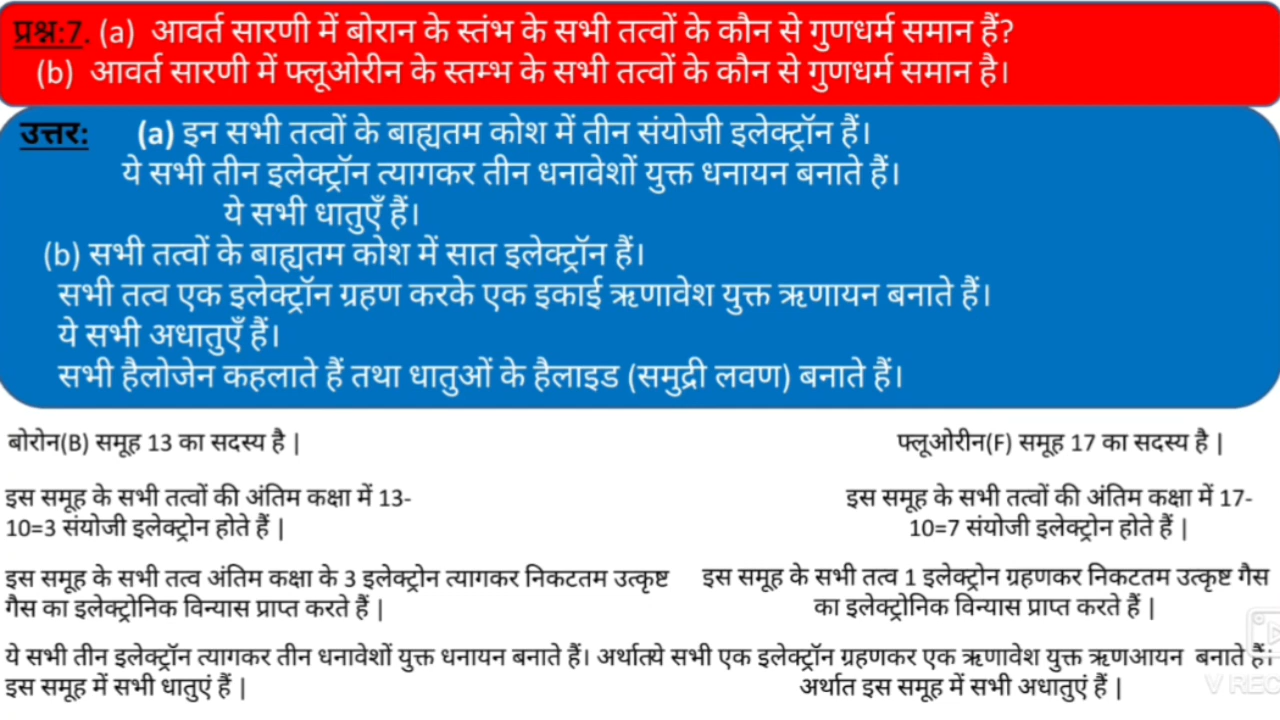 प्रश्न:7. (a) आवर्त सारणी में बोरान के स्तंभ के सभी तत्वों के कौन से गुणधर्म समान हैं?
(b) आवर्त सारणी में फ्लूओरीन के स्तम्भ के सभी तत्वों के कौन से गुणधर्म समान है।
उत्तर: (a) इन सभी तत्वों के बाह्यतम कोश में तीन संयोजी इलेक्ट्रॉन हैं।
ये सभी तीन इलेक्ट्रॉन त्यागकर तीन धनावेशों युक्त धनायन बनाते हैं।
ये सभी धातुएँ हैं।
(b) सभी तत्वों के बाह्यतम कोश में सात इलेक्ट्रॉन हैं।
सभी तत्व एक इलेक्ट्रॉन ग्रहण करके एक इकाई ऋणावेश युक्त ऋणायन बनाते हैं।
ये सभी अधातुएँ हैं।
सभी हैलोजेन कहलाते हैं तथा धातुओं के हैलाइड (समुद्री लवण) बनाते हैं।
बोरोन(B) समूह 13 का सदस्य है |
इस समूह के सभी तत्वों की अंतिम कक्षा में 13-
10=3 संयोजी इलेक्ट्रोन होते हैं |
इस समूह के सभी तत्व अंतिम कक्षा के 3 इलेक्ट्रोन त्यागकर निकटतम उत्कृष्ट
गैस का इलेक्ट्रोनिक विन्यास प्राप्त करते हैं |
ये सभी तीन इलेक्ट्रॉन त्यागकर तीन धनावेशों युक्त धनायन बनाते हैं। अर्थात
इस समूह में सभी धातुएं हैं |
फ्लूओरीन(F) समूह 17 का सदस्य है |
इस समूह के सभी तत्वों की अंतिम कक्षा में 17-
10=7 संयोजी इलेक्ट्रोन होते हैं |
इस समूह के सभी तत्व 1 इलेक्ट्रोन ग्रहणकर निकटतम उत्कृष्ट गैस
का इलेक्ट्रोनिक विन्यास प्राप्त करते हैं |
ये सभी एक इलेक्ट्रॉन ग्रहणकर एक ऋणावेश युक्त ऋणआयन बनाते हैं।
अर्थात इस समूह में सभी अधातुएं हैं |
V REC